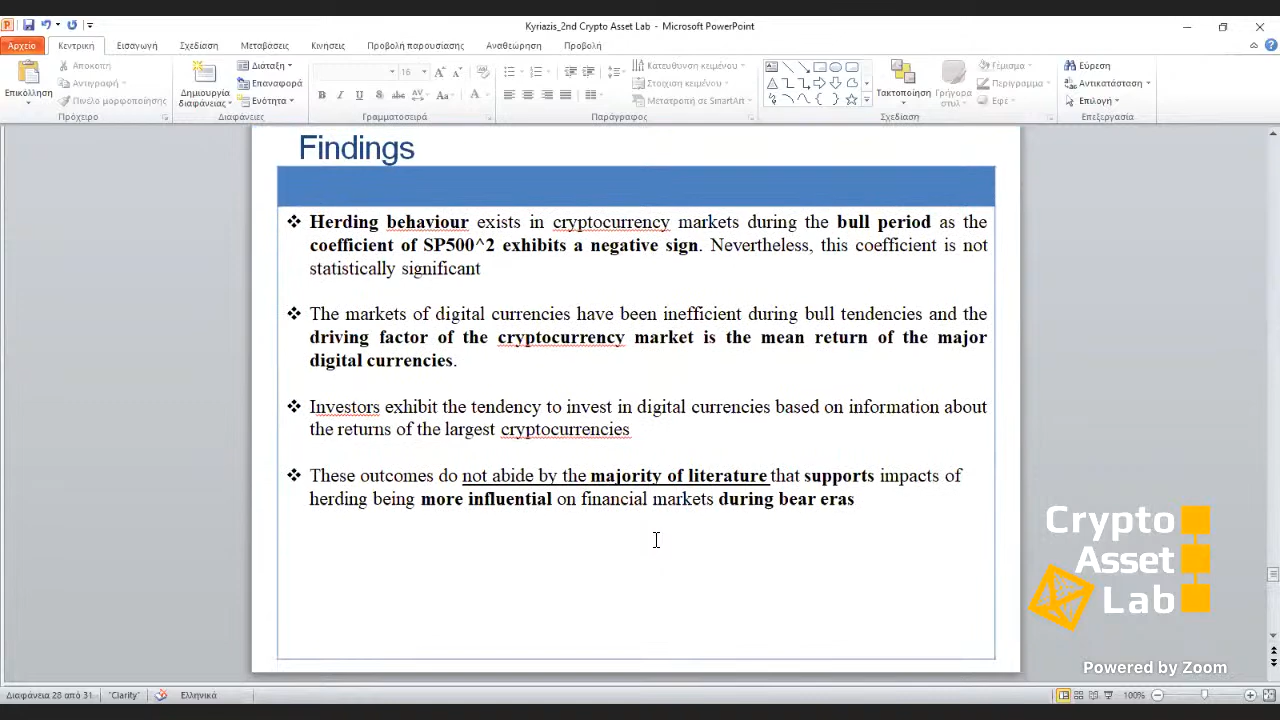 Kyriazis_2nd Crypto Asset Lab - Microsoft PowerPoint
Αρχείο Κεντρική Εισαγωγή Σχεδίαση Μεταβάσεις Κινήσεις Προβολή παρουσίασης Αναθεώρηση Προβολή
Επικόλληση
Αποκοπή
Αντιγραφή
Πινέλο μορφοποίησης
Πρόχειρο
Δημιουργία διαφάνειας
Διάταξη
Επαναφορά
Ενότητα
Διαφάνειες
16
Γραμματοσειρά
Κατεύθυνση κειμένου
Στοίχιση κειμένου
Μετατροπή σε SmartArt
Παράγραφος
Τακτοποίηση
Γρήγορα στυλ
Γέμισμα
Περίγραμμα
Εφέ
Σχεδίαση
Εύρεση
Αντικατάσταση
Επιλογή
Επεξεργασία
Findings
❖ Herding behaviour exists in cryptocurrency markets during the bull period as the
coefficient of SP500^2 exhibits a negative sign. Nevertheless, this coefficient is not
statistically significant
❖ The markets of digital currencies have been inefficient during bull tendencies and the
driving factor of the cryptocurrency market is the mean return of the major
digital currencies.
❖ Investors exhibit the tendency to invest in digital currencies based on information about
the returns of the largest cryptocurrencies
❖ These outcomes do not abide by the majority of literature that supports impacts of
herding being more influential on financial markets during bear eras
Crypto
Asset
Lab
Powered by Zoom
Διαφάνεια 28 από 31 "Clarity" Ελληνικά 100%